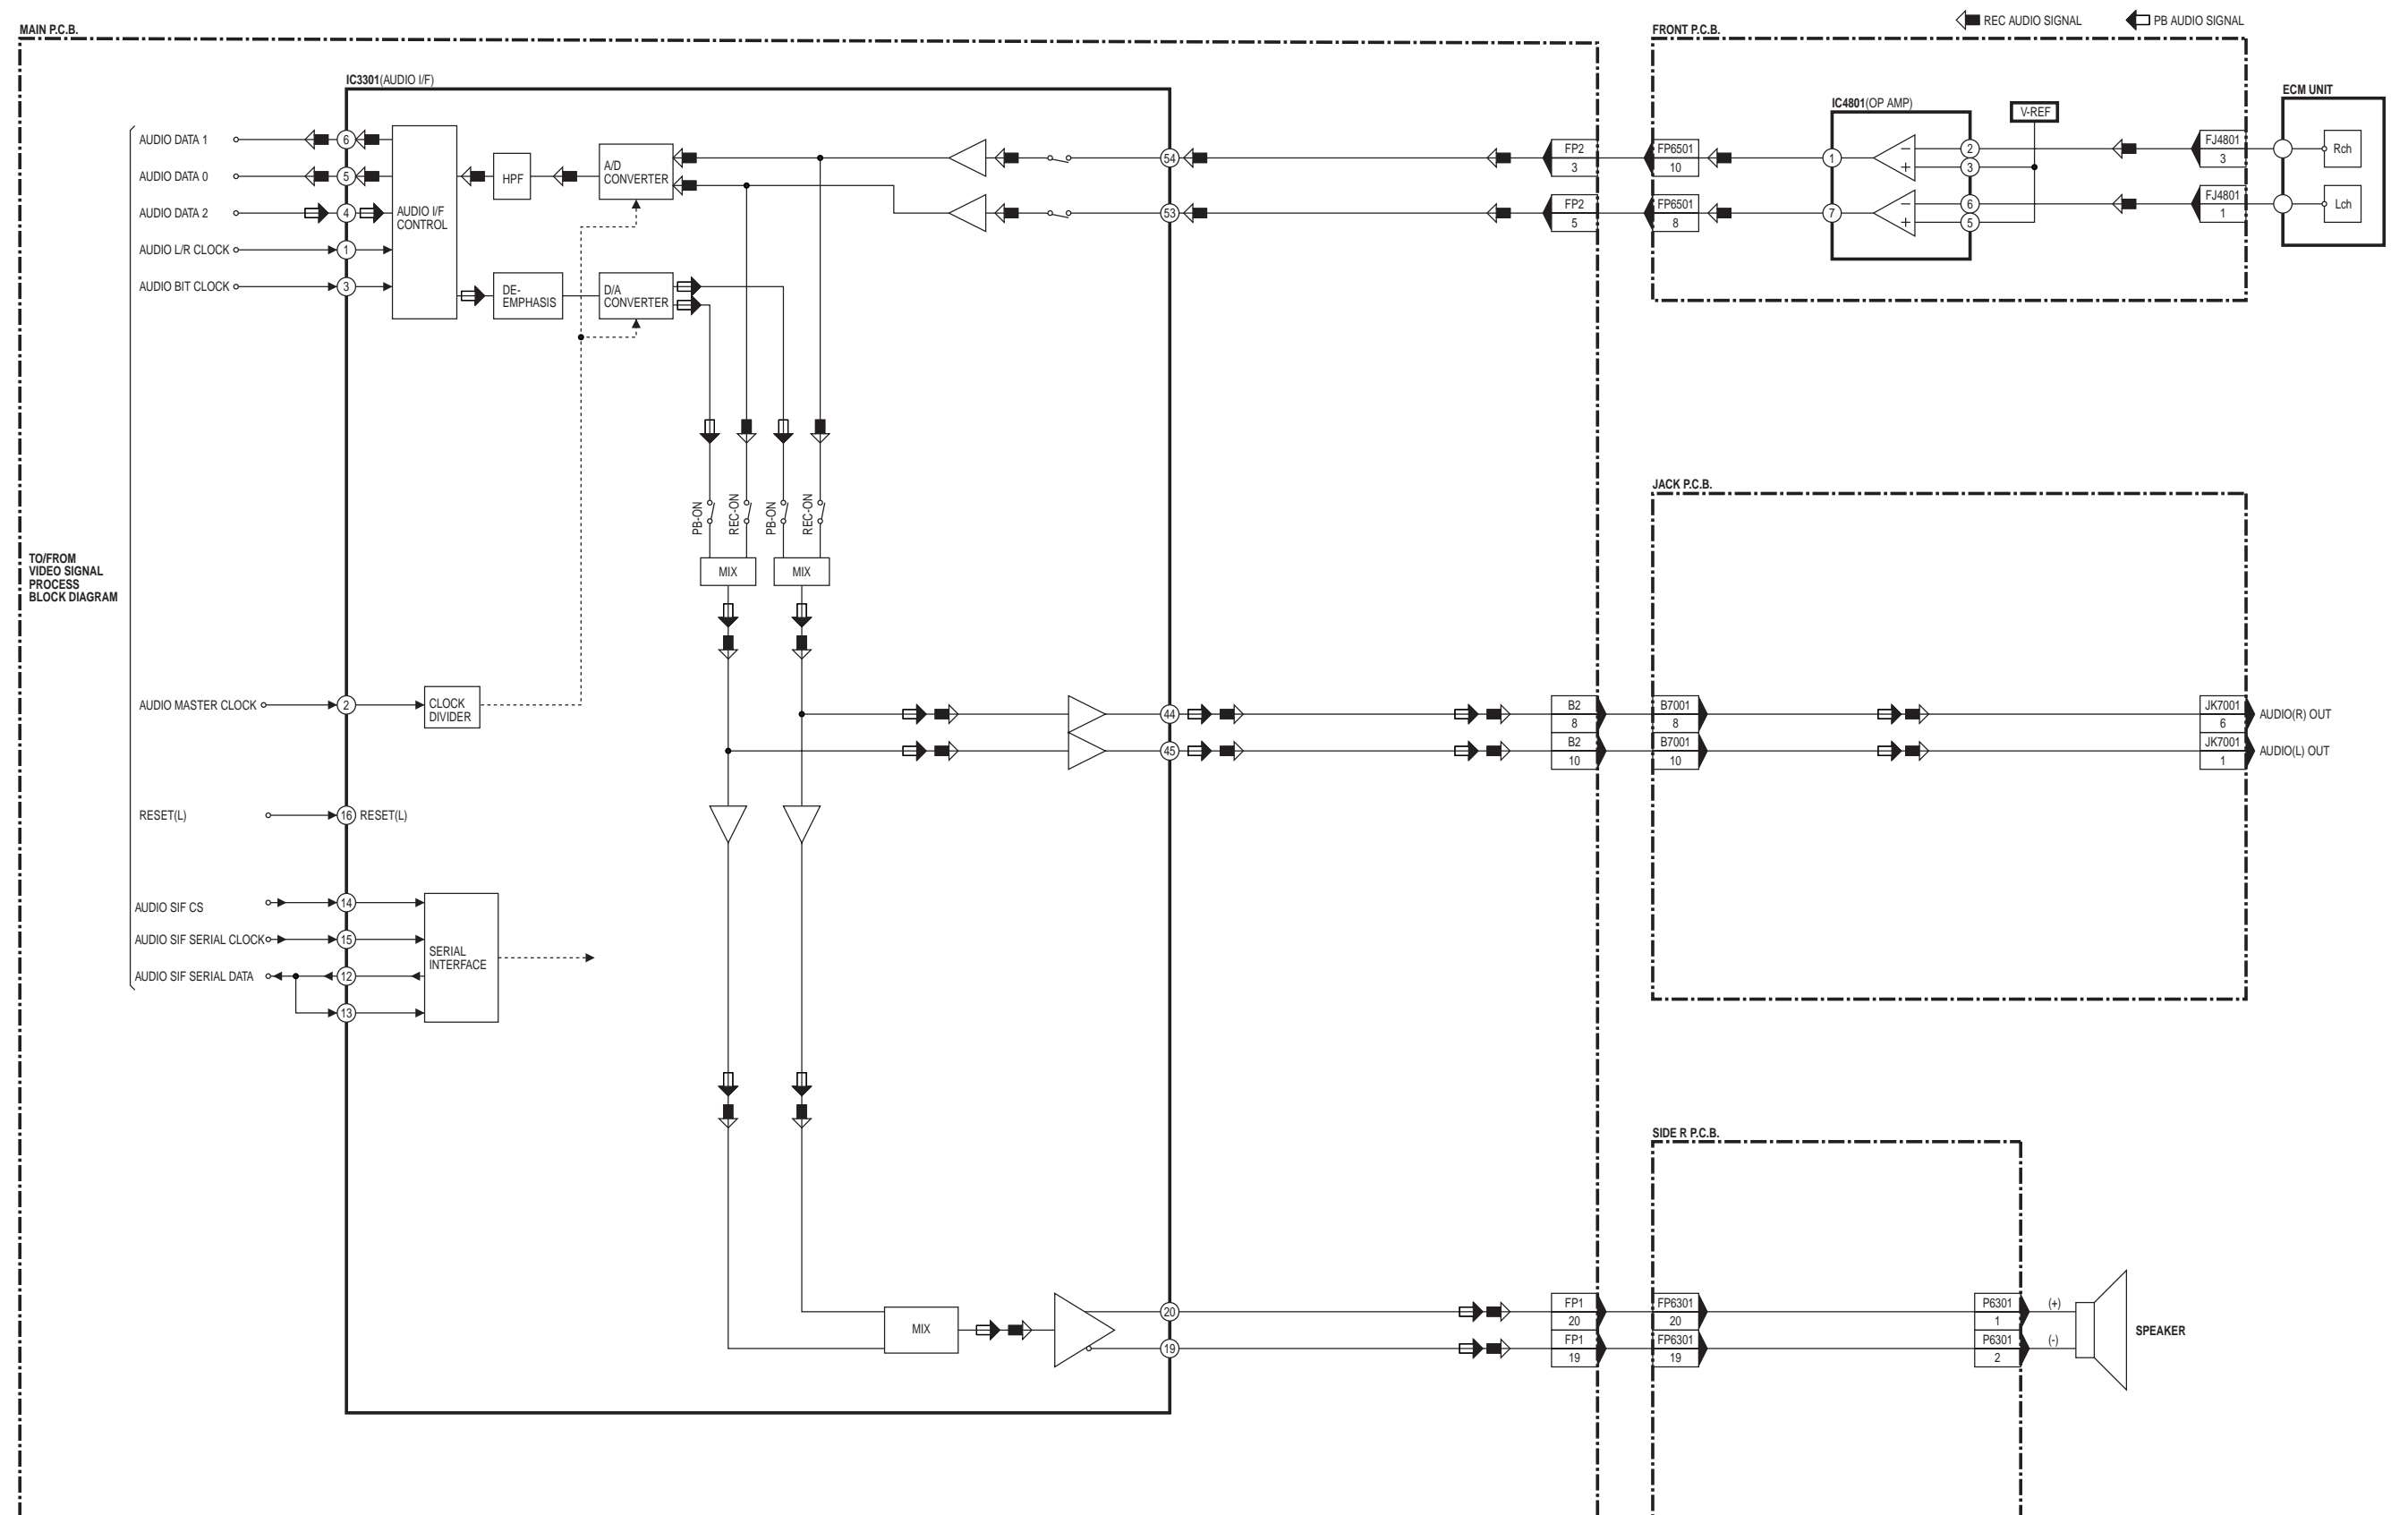 REC AUDIO SIGNAL
PB AUDIO SIGNAL
MAIN P.C.B.
IC3301(AUDIO I/F)
TO/FROM
VIDEO SIGNAL
PROCESS
BLOCK DIAGRAM
AUDIO DATA 1
6
AUDIO DATA 0
5
AUDIO DATA 2
4
AUDIO L/R CLOCK
1
AUDIO BIT CLOCK
3
AUDIO I/F
CONTROL
HPF
A/D
CONVERTER
DE-
EMPHASIS
D/A
CONVERTER
54
53
PB-ON
REC-ON
PB-ON
REC-ON
MIX
MIX
AUDIO MASTER CLOCK
2
CLOCK
DIVIDER
44
45
RESET(L)
16
RESET(L)
AUDIO SIF CS
14
AUDIO SIF SERIAL CLOCK
15
AUDIO SIF SERIAL DATA
12
13
SERIAL
INTERFACE
MIX
20
19
FP2
3
FP2
5
B2
8
B2
10
FP1
20
FP1
19
FRONT P.C.B.
FP6501
10
FP6501
8
IC4801(OP AMP)
1
7
2
3
6
5
V-REF
FJ4801
3
FJ4801
1
ECM UNIT
Rch
Lch
JACK P.C.B.
B7001
8
B7001
10
JK7001
6
AUDIO(R) OUT
JK7001
1
AUDIO(L) OUT
SIDE R P.C.B.
FP6301
20
FP6301
19
P6301
1
(+)
P6301
2
(-)
SPEAKER